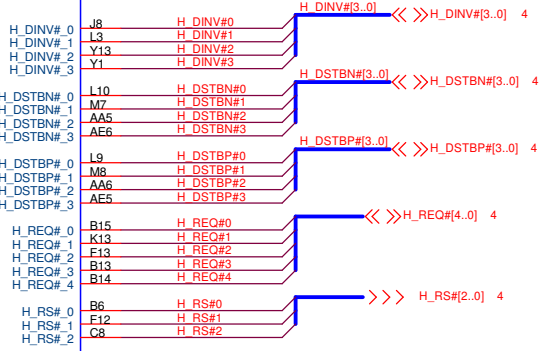 H_DINV#[3..0]
H_DINV#[3..0] 4
H_DINV#_0 J8 H_DINV#0
H_DINV#_1 L3 H_DINV#1
H_DINV#_2 Y13 H_DINV#2
H_DINV#_3 Y1 H_DINV#3
H_DSTBN#[3..0]
H_DSTBN#[3..0] 4
H_DSTBN#_0 L10 H_DSTBN#0
H_DSTBN#_1 M7 H_DSTBN#1
H_DSTBN#_2 AA5 H_DSTBN#2
H_DSTBN#_3 AE6 H_DSTBN#3
H_DSTBP#[3..0]
H_DSTBP#[3..0] 4
H_DSTBP#_0 L9 H_DSTBP#0
H_DSTBP#_1 M8 H_DSTBP#1
H_DSTBP#_2 AA6 H_DSTBP#2
H_DSTBP#_3 AE5 H_DSTBP#3
H_REQ#[4..0] 4
H_REQ#_0 B15 H_REQ#0
H_REQ#_1 K13 H_REQ#1
H_REQ#_2 F13 H_REQ#2
H_REQ#_3 B13 H_REQ#3
H_REQ#_4 B14 H_REQ#4
H_RS#[2..0] 4
H_RS#_0 B6 H_RS#0
H_RS#_1 F12 H_RS#1
H_RS#_2 C8 H_RS#2